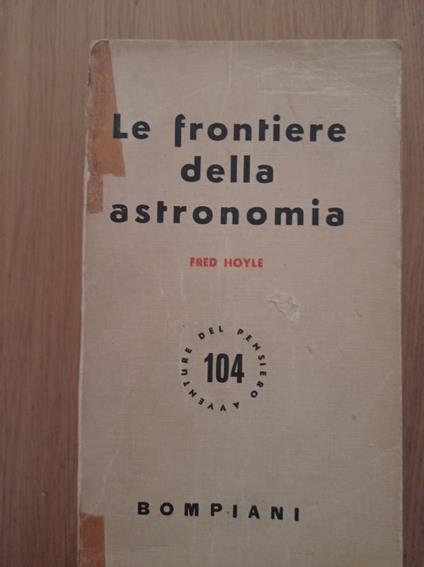 Le frontiere
della
astronomia
FRED HOYLE
AVVENTURE DEL PENSIERO
104
BOMPIANI